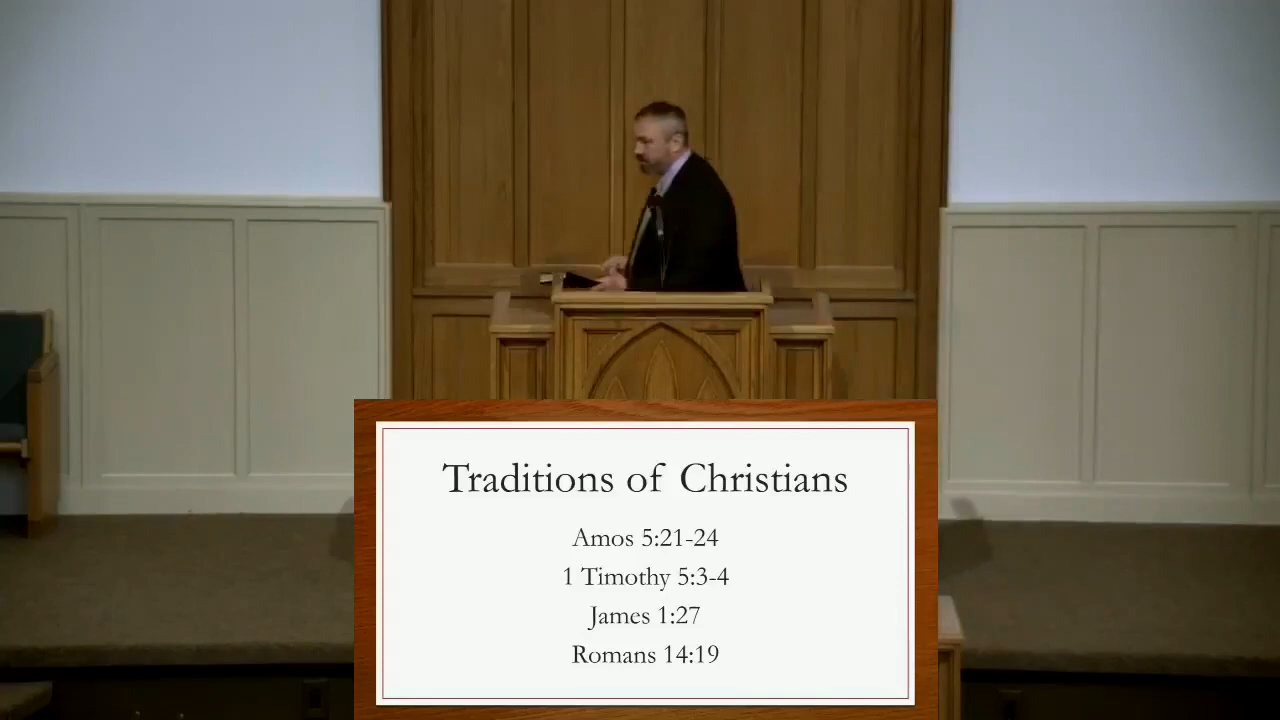 Traditions of Christians
Amos 5:21-24
1 Timothy 5:3-4
James 1:27
Romans 14:19